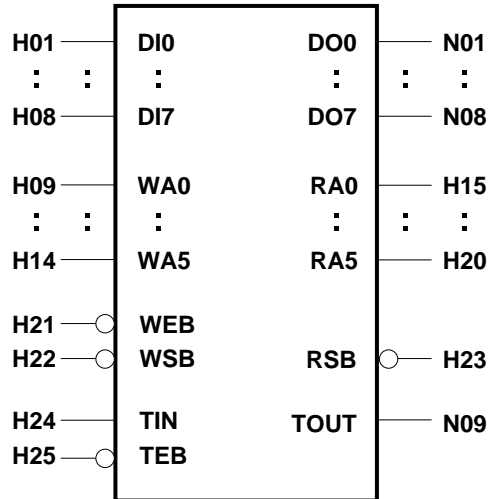 H01 DI0 DO0 N01
: : : : : :
H08 DI7 DO7 N08
H09 WA0 RA0 H15
: : : : : :
H14 WA5 RA5 H20
H21 WEB
H22 WSB RSB H23
H24 TIN TOUT N09
H25 TEB